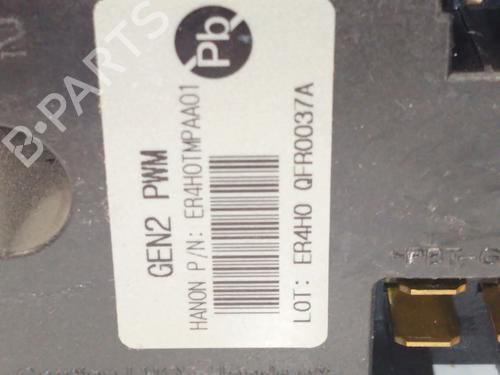 B-PARTS
Pb
GEN2 PWM
HANON P/N: ER4H0TMPAA01
LOT: ER4H0 QFR0037A